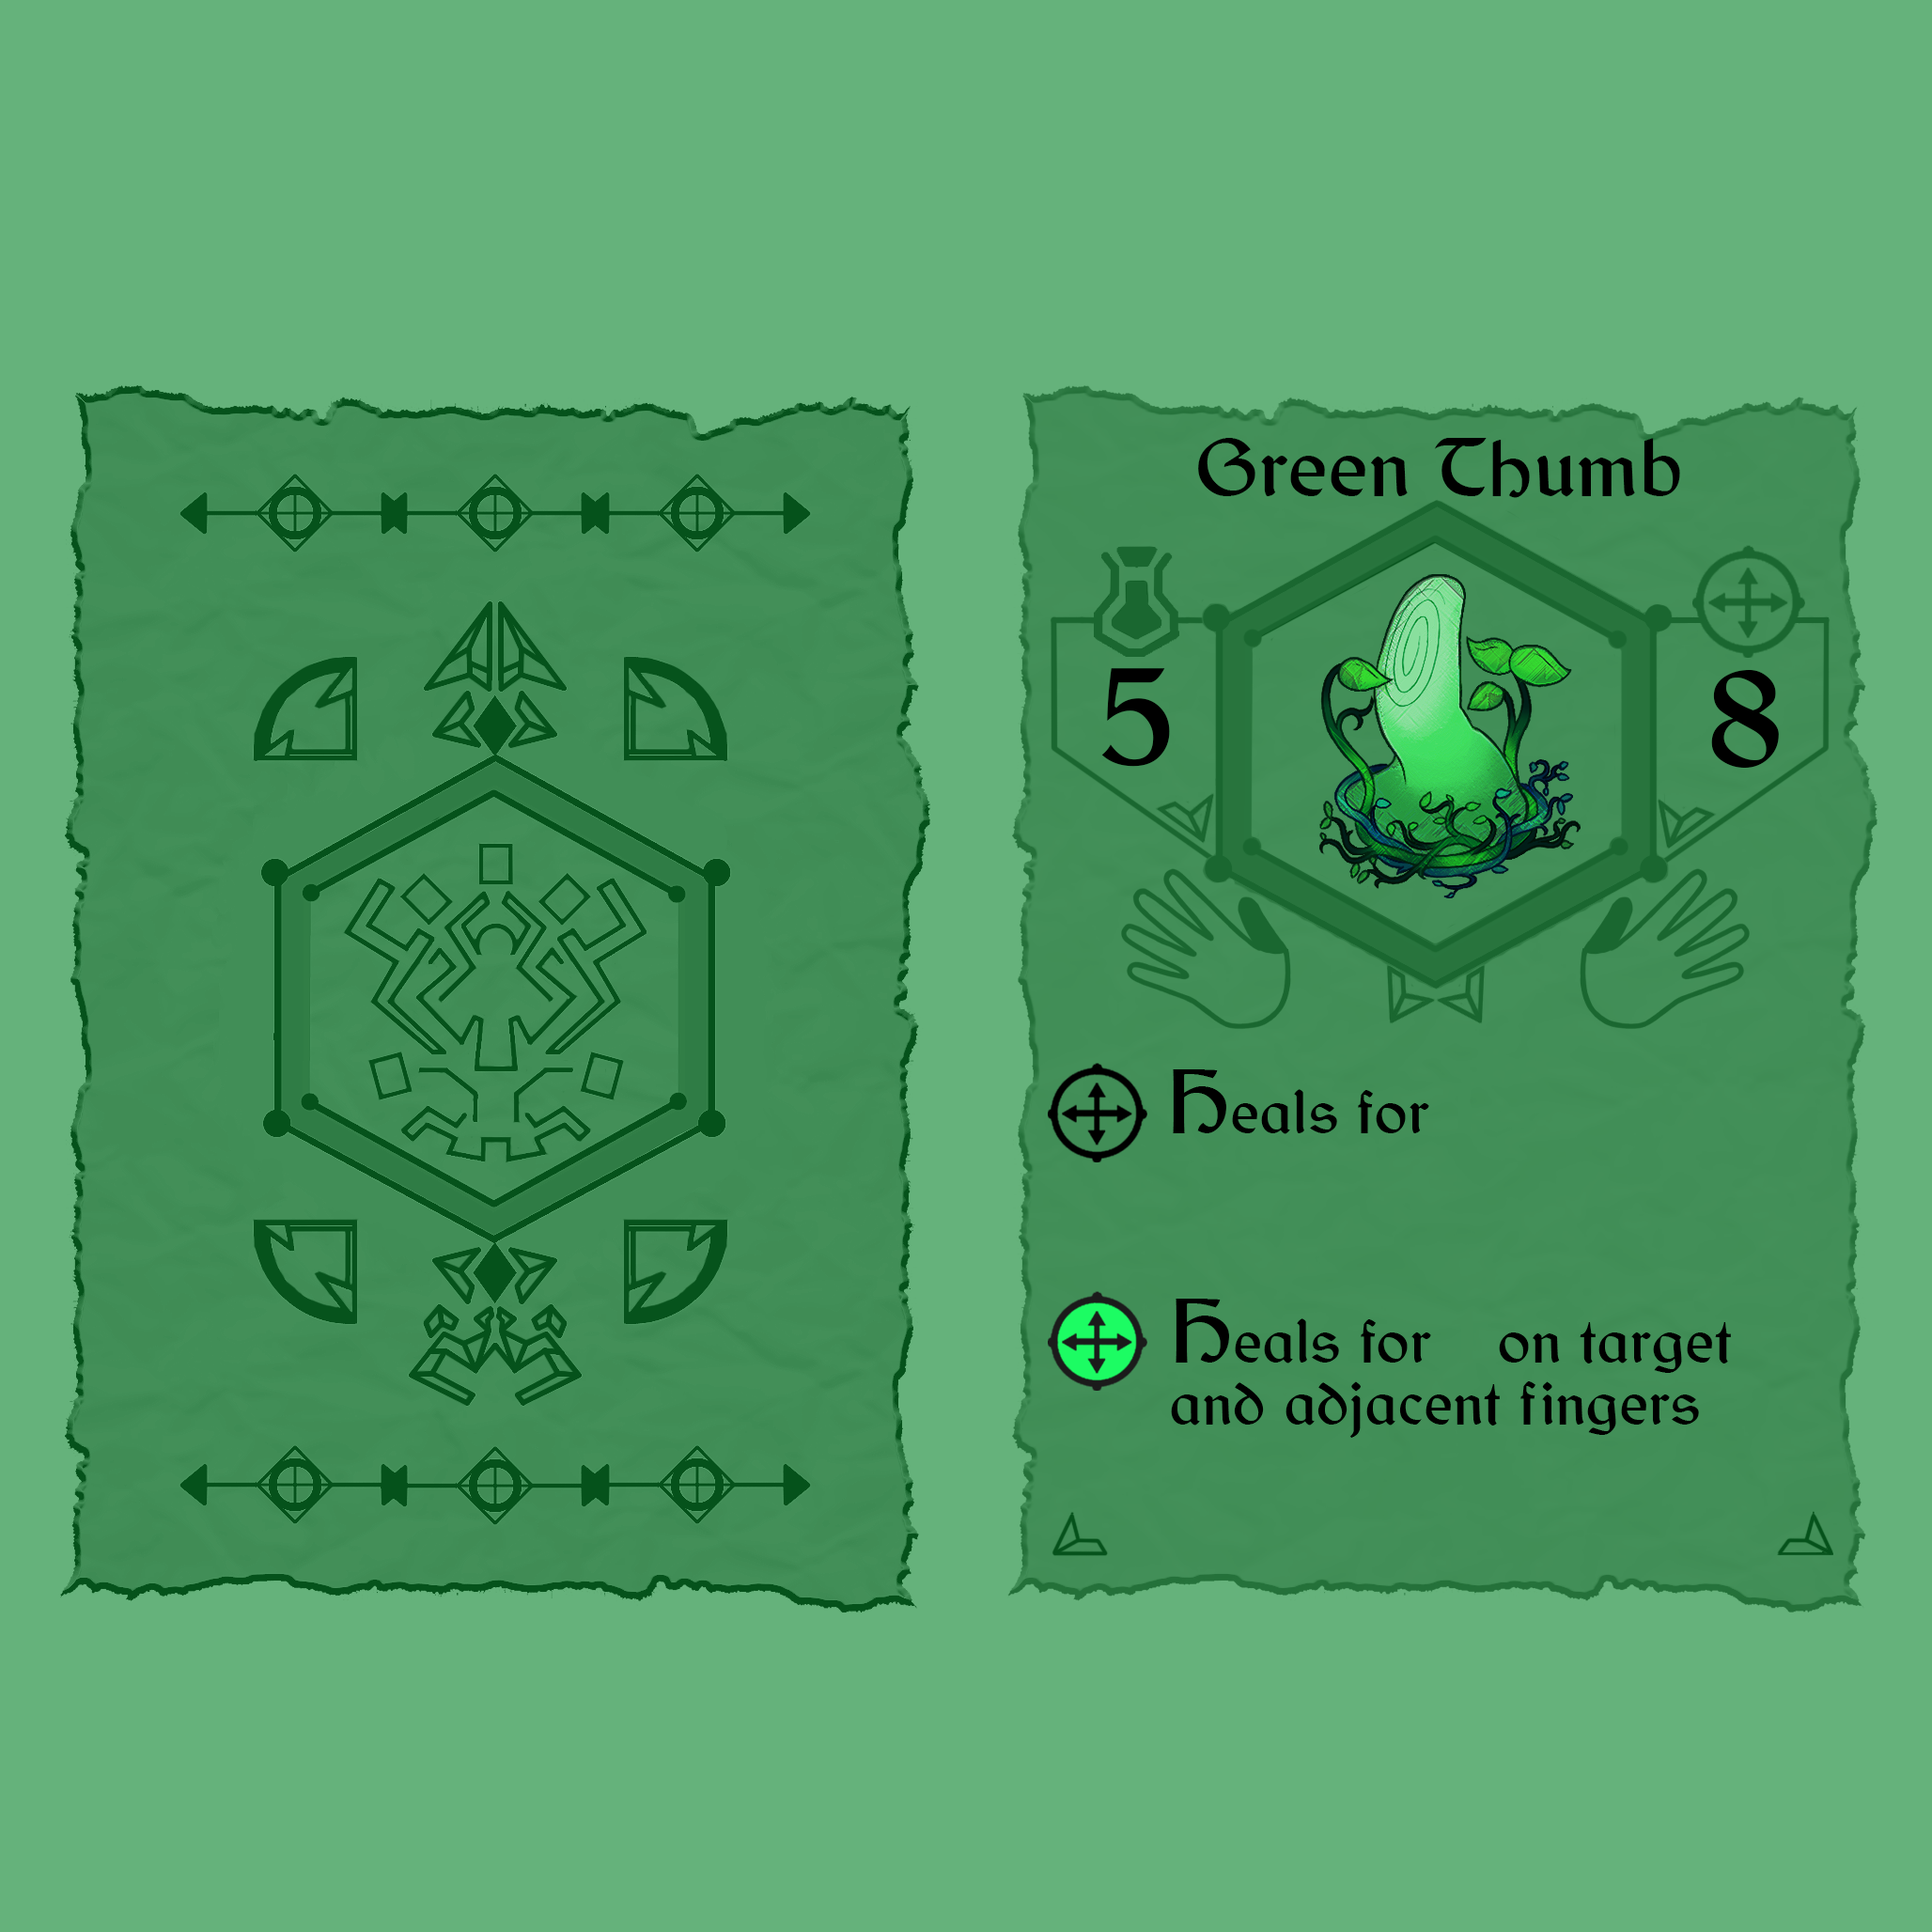 Green Thumb
5
8
Heals for
Heals for on target
and adjacent fingers